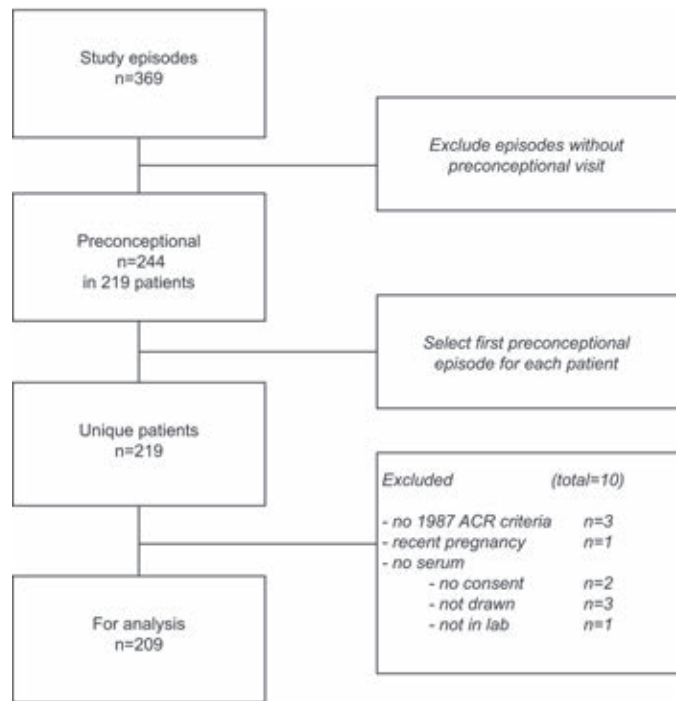 Study episodes
n=369
Exclude episodes without
preconceptional visit
Preconceptional
n=244
in 219 patients
Select first preconceptional
episode for each patient
Unique patients
n=219
Excluded (total=10)
- no 1987 ACR criteria n=3
- recent pregnancy n=1
- no serum
- no consent n=2
- not drawn n=3
- not in lab n=1
For analysis
n=209